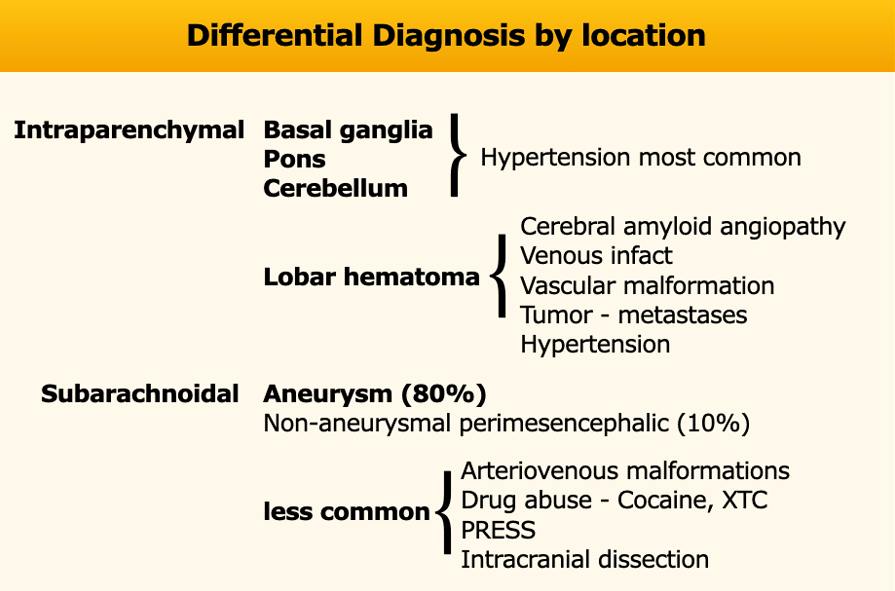 Differential Diagnosis by location
Intraparenchymal Basal ganglia
Pons
Cerebellum
Hypertension most common
Lobar hematoma
Cerebral amyloid angiopathy
Venous infact
Vascular malformation
Tumor - metastases
Hypertension
Subarachnoidal Aneurysm (80%)
Non-aneurysmal perimesencephalic (10%)
less common
Arteriovenous malformations
Drug abuse - Cocaine, XTC
PRESS
Intracranial dissection